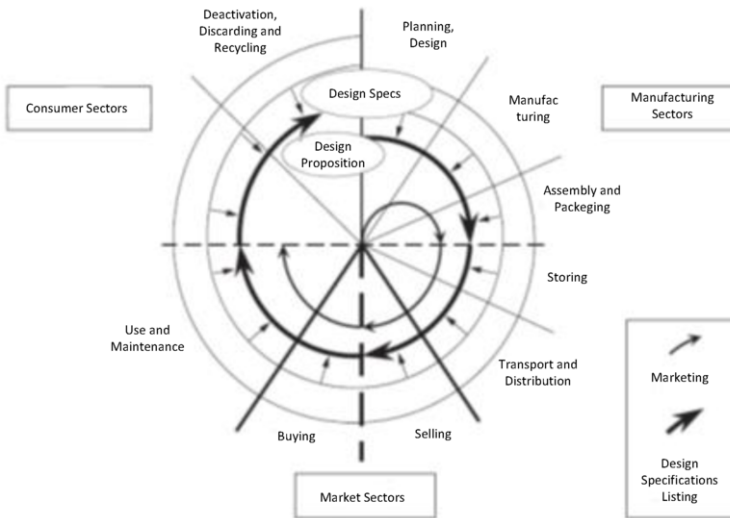 Deactivation,
Discarding and
Recycling
Planning,
Design
Consumer Sectors
Design Specs
Manufac
turing
Manufacturing
Sectors
Design
Proposition
Assembly and
Packeging
Storing
Use and
Maintenance
Transport and
Distribution
Marketing
Buying
Selling
Design
Specifications
Listing
Market Sectors